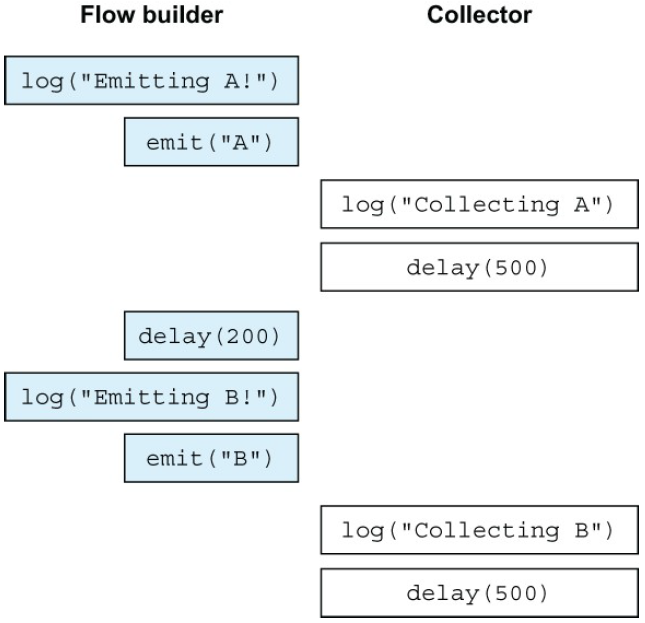 Flow builder
Collector
log("Emitting A!")
emit("A")
log("Collecting A")
delay(500)
delay(200)
log("Emitting B!")
emit("B")
log("Collecting B")
delay(500)